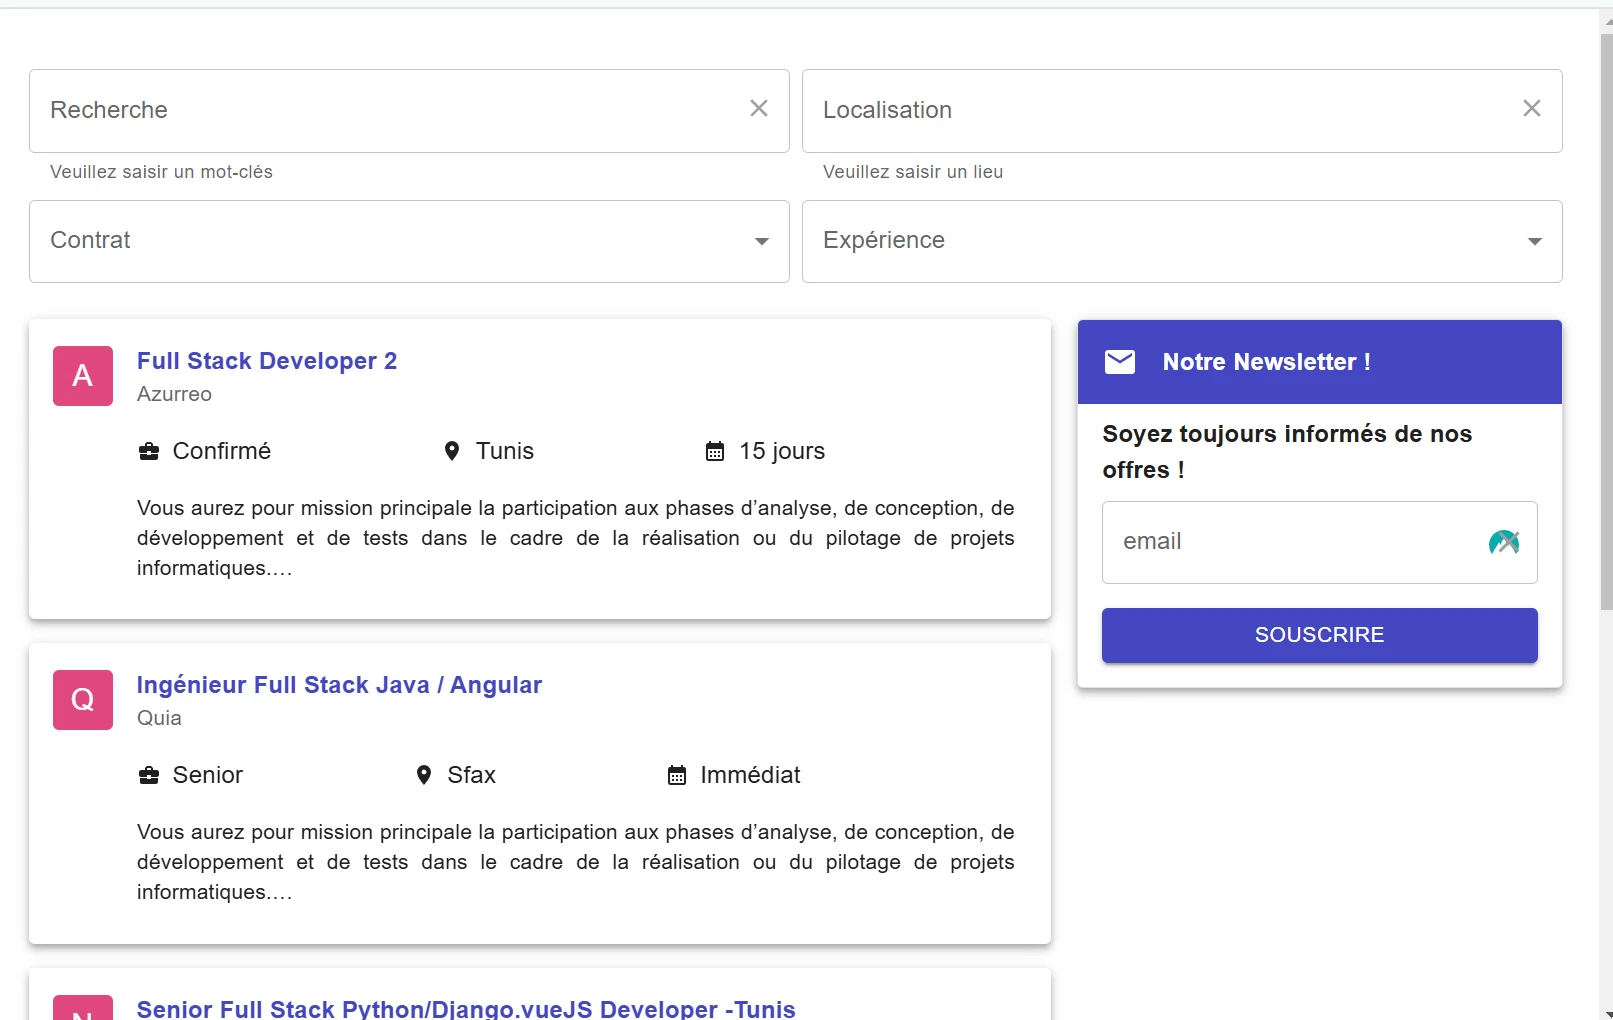 Recherche
Localisation
Veuillez saisir un mot-clés
Veuillez saisir un lieu
Contrat
Expérience
A
Full Stack Developer 2
Azurreo
Confirmé
Tunis
15 jours
Vous aurez pour mission principale la participation aux phases d’analyse, de conception, de
développement et de tests dans le cadre de la réalisation ou du pilotage de projets
informatiques.…
Q
Ingénieur Full Stack Java / Angular
Quia
Senior
Sfax
Immédiat
Vous aurez pour mission principale la participation aux phases d’analyse, de conception, de
développement et de tests dans le cadre de la réalisation ou du pilotage de projets
informatiques.…
N
Senior Full Stack Python/Django.vueJS Developer -Tunis
Notre Newsletter !
Soyez toujours informés de nos
offres !
email
SOUSCRIRE